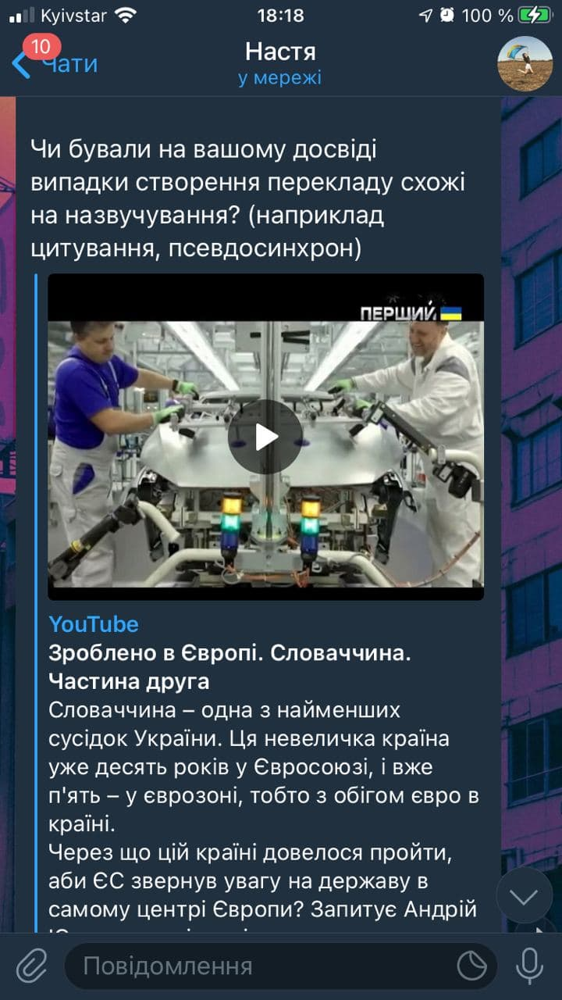 Kyivstar 18:18 100 %
10
Чати
Настя
у мережі
Чи бували на вашому досвіді
випадки створення перекладу схожі
на назвучування? (наприклад
цитування, псевдосинхрон)
ПЕРШИЙ
YouTube
Зроблено в Європі. Словаччина.
Частина друга
Словаччина – одна з найменших
сусідок України. Ця невеличка країна
уже десять років у Євросоюзі, і вже
п'ять – у єврозоні, тобто з обігом євро в
країні.
Через що цій країні довелося пройти,
аби ЄС звернув увагу на державу в
самому центрі Європи? Запитує Андрій
Повідомлення